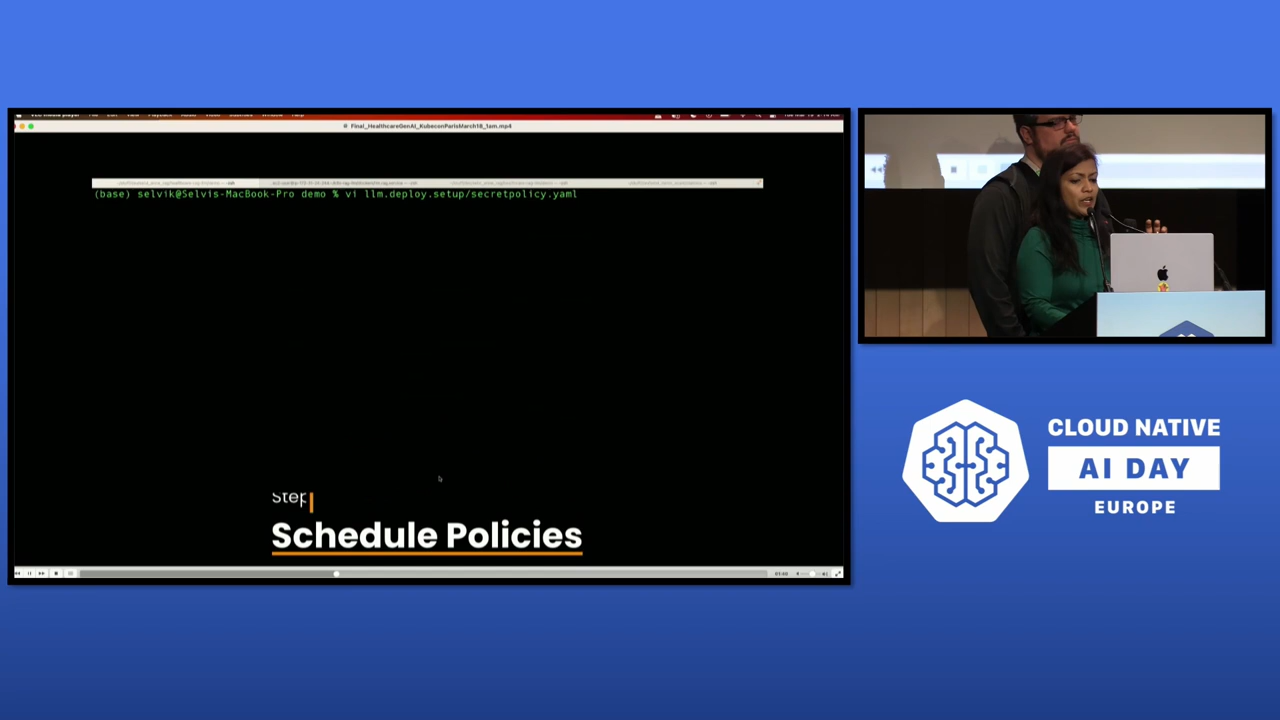 Final_HealthcareGenAI_KubeconParisMarch18_1am.mp4
(base) selvik@Selvis-MacBook-Pro demo % vi llm.deploy.setup/secretpolicy.yaml
Step
Schedule Policies
CLOUD NATIVE
AI DAY
EUROPE